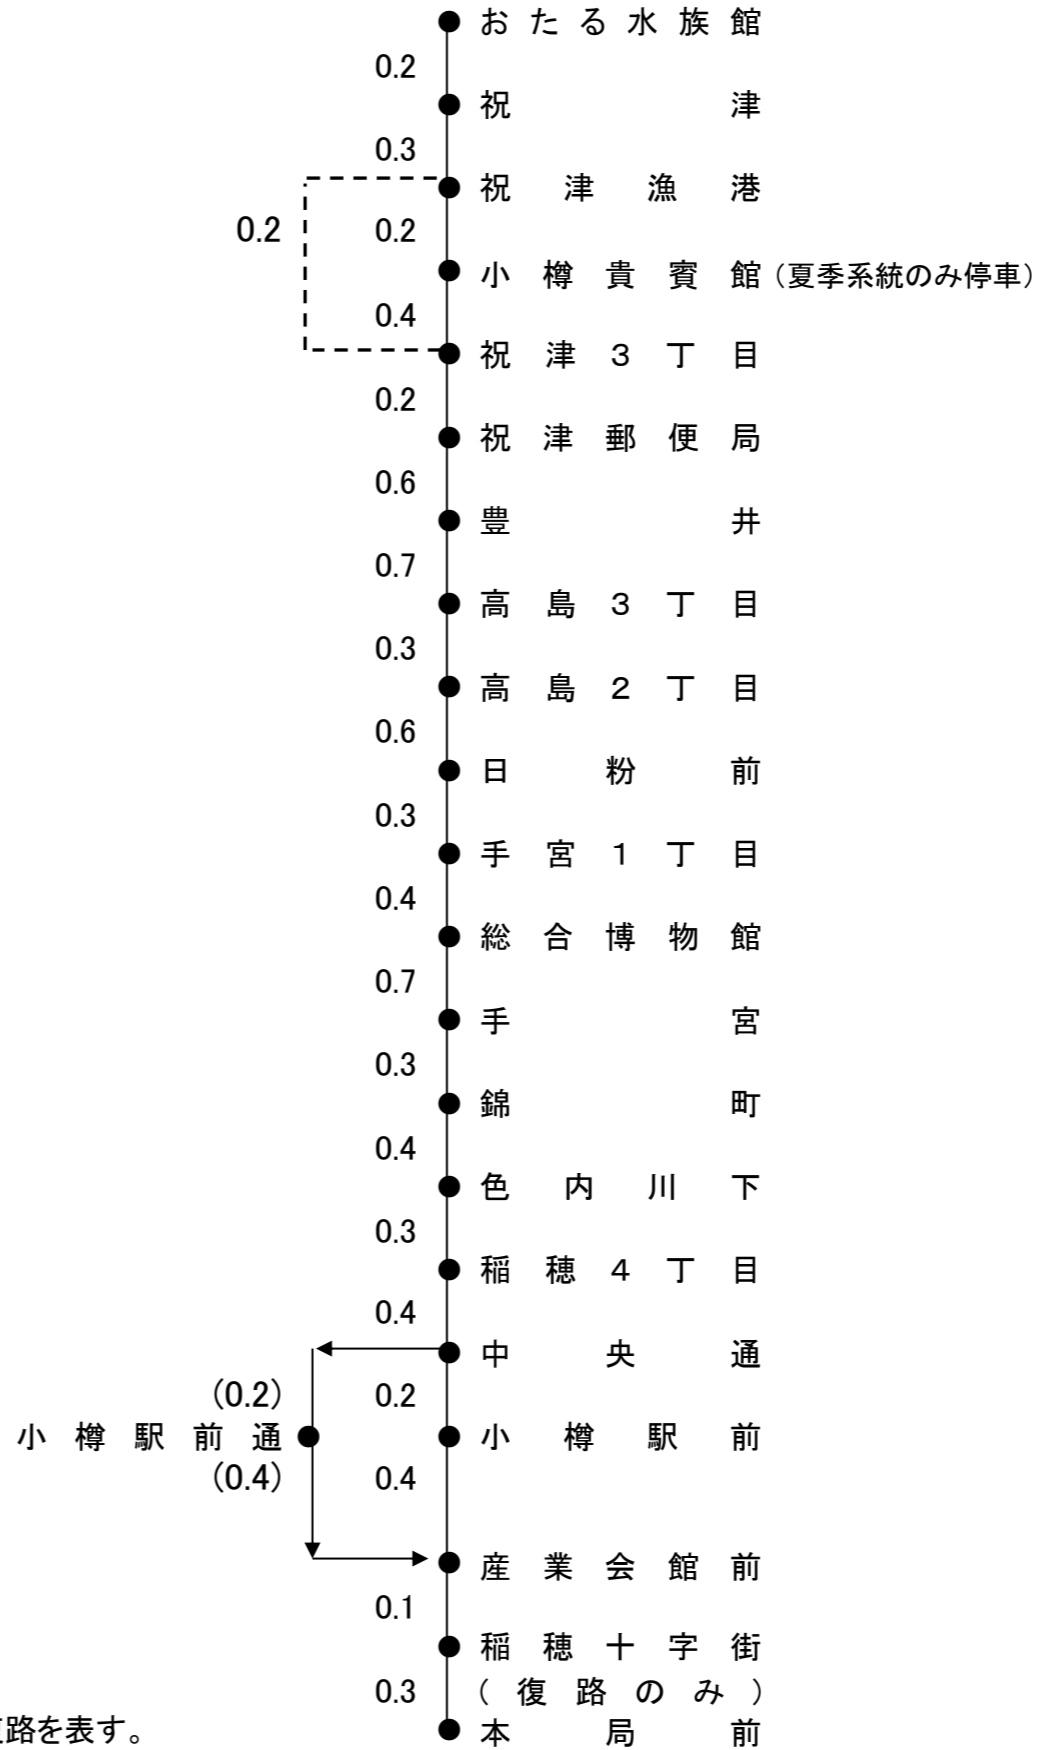 おたる水族館
0.2
祝津
0.3
祝津漁港
0.2 0.2
小樽貴賓館（夏季系統のみ停車）
0.4
祝津３丁目
0.2
祝津郵便局
0.6
豊井
0.7
高島３丁目
0.3
高島２丁目
0.6
日粉前
0.3
手宮１丁目
0.4
総合博物館
0.7
手宮
0.3
錦町
0.4
色内川下
0.3
稲穂４丁目
0.4
中央通
（0.2） 0.2
小樽駅前通 小樽駅前
（0.4） 0.4
産業会館前
0.1
稲穂十字街
0.3 （復路のみ）
路を表す。 本局前